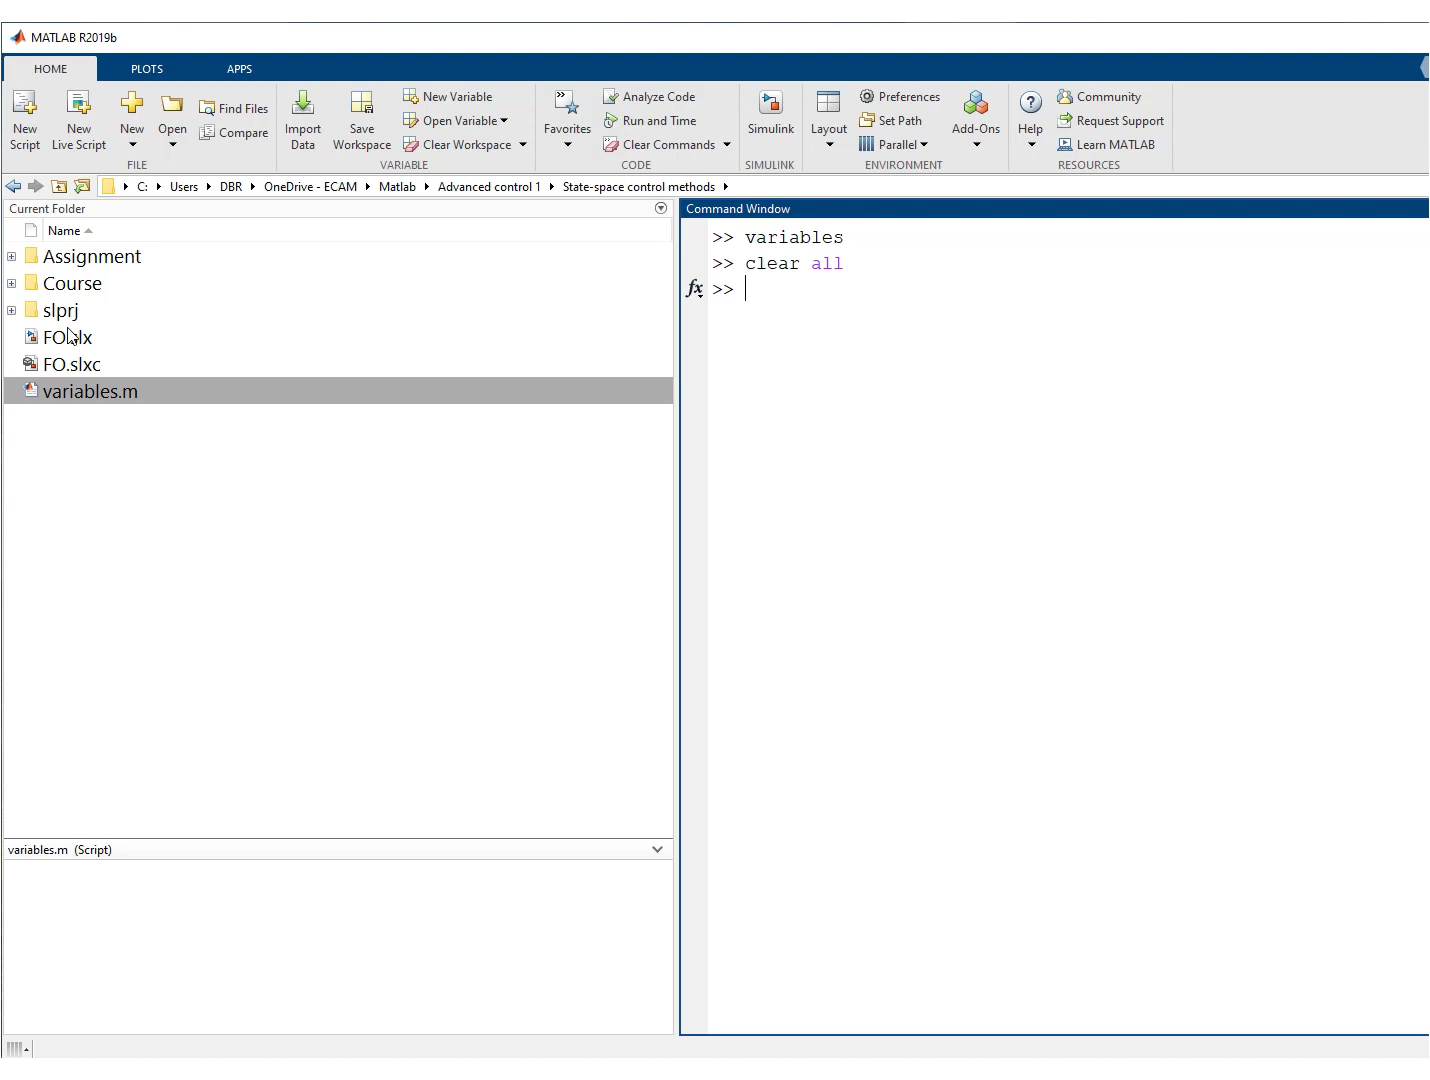 MATLAB R2019b
HOME PLOTS APPS
New Script
New Live Script
New
Open
Find Files
Compare
FILE
Import Data
Save Workspace
New Variable
Open Variable
Clear Workspace
VARIABLE
Favorites
Analyze Code
Run and Time
Clear Commands
CODE
Simulink
SIMULINK
Layout
Preferences
Set Path
Parallel
Add-Ons
ENVIRONMENT
Help
Community
Request Support
Learn MATLAB
RESOURCES
C: Users DBR OneDrive - ECAM Matlab Advanced control 1 State-space control methods
Current Folder
Name
Assignment
Course
slprj
FO.slxc
variables.m
variables.m (Script)
Command Window
>> variables
>> clear all
fx >>